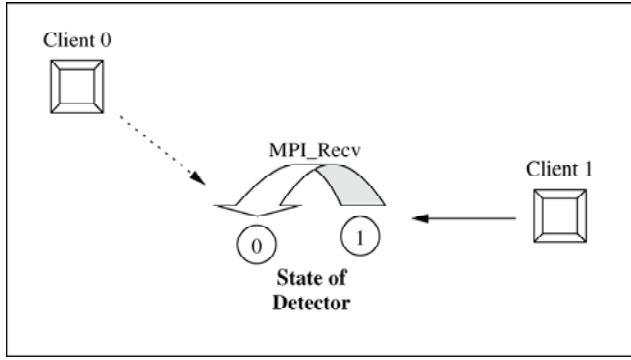 Client 0
MPI_Recv
Client 1
0
1
State of
Detector